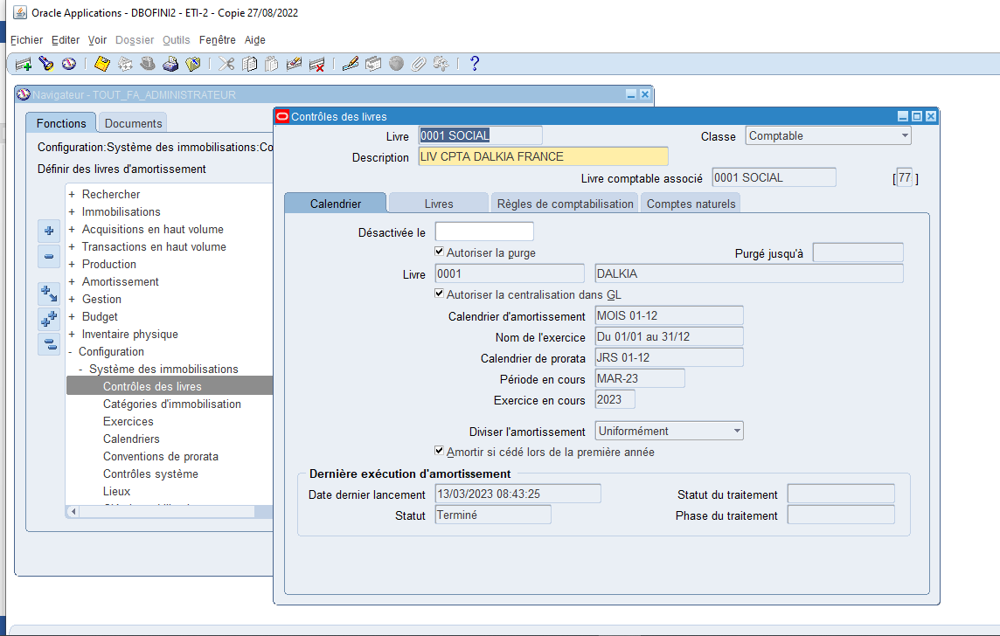 Oracle Applications - DBOFINI2 - ETI-2 - Copie 27/08/2022
Fichier Editer Voir Dossier Outils Fenêtre Aide
Navigateur - TOUT_FA_ADMINISTRATEUR
Fonctions Documents
Configuration:Système des immobilisations:Co
Définir des livres d'amortissement
+ Rechercher
+ Immobilisations
+ Acquisitions en haut volume
+ Transactions en haut volume
+ Production
+ Amortissement
+ Gestion
+ Budget
+ Inventaire physique
- Configuration
- Système des immobilisations
Contrôles des livres
Catégories d'immobilisation
Exercices
Calendriers
Conventions de prorata
Contrôles système
Lieux
Contrôles des livres
Livre 0001 SOCIAL Classe Comptable
Description LIV CPTA DALKIA FRANCE
Livre comptable associé 0001 SOCIAL [77 ]
Calendrier Livres Règles de comptabilisation Comptes naturels
Désactivée le
Autoriser la purge Purgé jusqu'à
Livre 0001 DALKIA
Autoriser la centralisation dans GL
Calendrier d'amortissement MOIS 01-12
Nom de l'exercice Du 01/01 au 31/12
Calendrier de prorata JRS 01-12
Période en cours MAR-23
Exercice en cours 2023
Diviser l'amortissement Uniformément
Amortir si cédé lors de la première année
Dernière exécution d'amortissement
Date dernier lancement 13/03/2023 08:43:25 Statut du traitement
Statut Terminé Phase du traitement